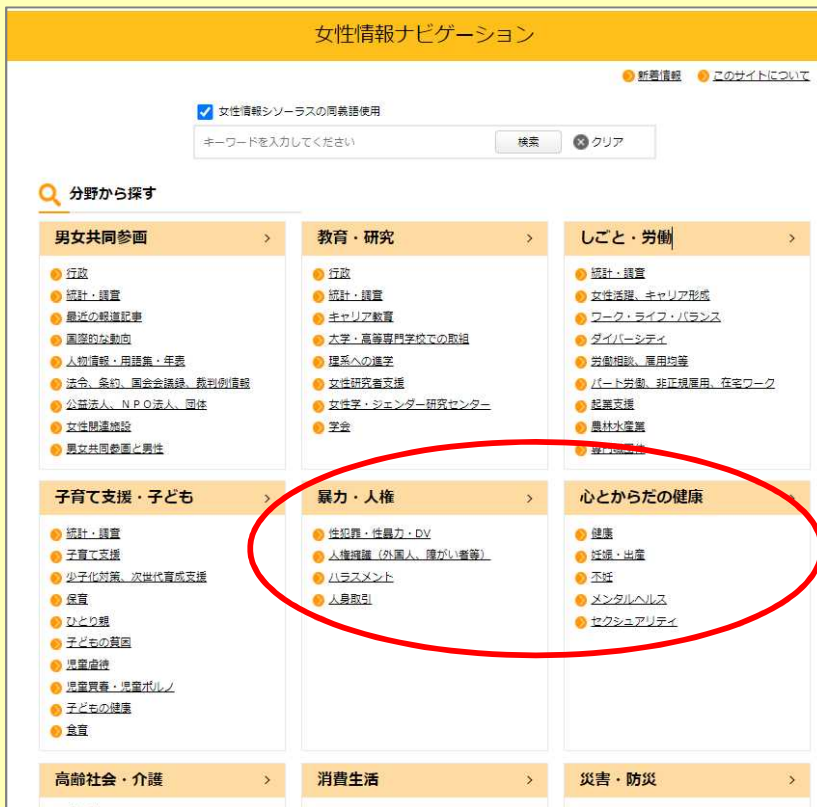 女性情報ナビゲーション
新着情報 このサイトについて
女性情報シソーラスの同義語使用
キーワードを入力してください 検索 クリア
分野から探す
男女共同参画
行政
統計・調査
最近の報道記事
国際的な動向
人物情報・用語集・年表
法令、条約、国会会議録、裁判例情報
公益法人、ＮＰＯ法人、団体
女性関連施設
男女共同参画と男性
教育・研究
行政
統計・調査
キャリア教育
大学・高等専門学校での取組
理系への進学
女性研究者支援
女性学・ジェンダー研究センター
学会
しごと・労働
統計・調査
女性活躍、キャリア形成
ワーク・ライフ・バランス
ダイバーシティ
労働相談、雇用均等
パート労働、非正規雇用、在宅ワーク
起業支援
農林水産業
子育て支援・子ども
統計・調査
子育て支援
少子化対策、次世代育成支援
保育
ひとり親
子どもの貧困
児童虐待
児童買春・児童ポルノ
子どもの健康
食育
暴力・人権
性犯罪・性暴力・DV
人権擁護（外国人、障がい者等）
ハラスメント
人身取引
心とからだの健康
健康
妊娠・出産
不妊
メンタルヘルス
セクシュアリティ
高齢社会・介護
消費生活
災害・防災